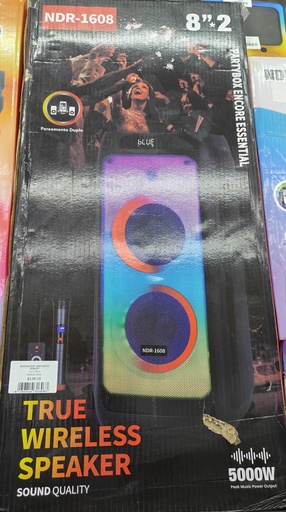 NDR-1608
8"*2
PARTYBOX ENCORE ESSENTIAL
Pareamento Duplo
bLUE
NDR-1608
TRUE
WIRELESS
SPEAKER
SOUND QUALITY
5000W
Peak Music Power Output
ND